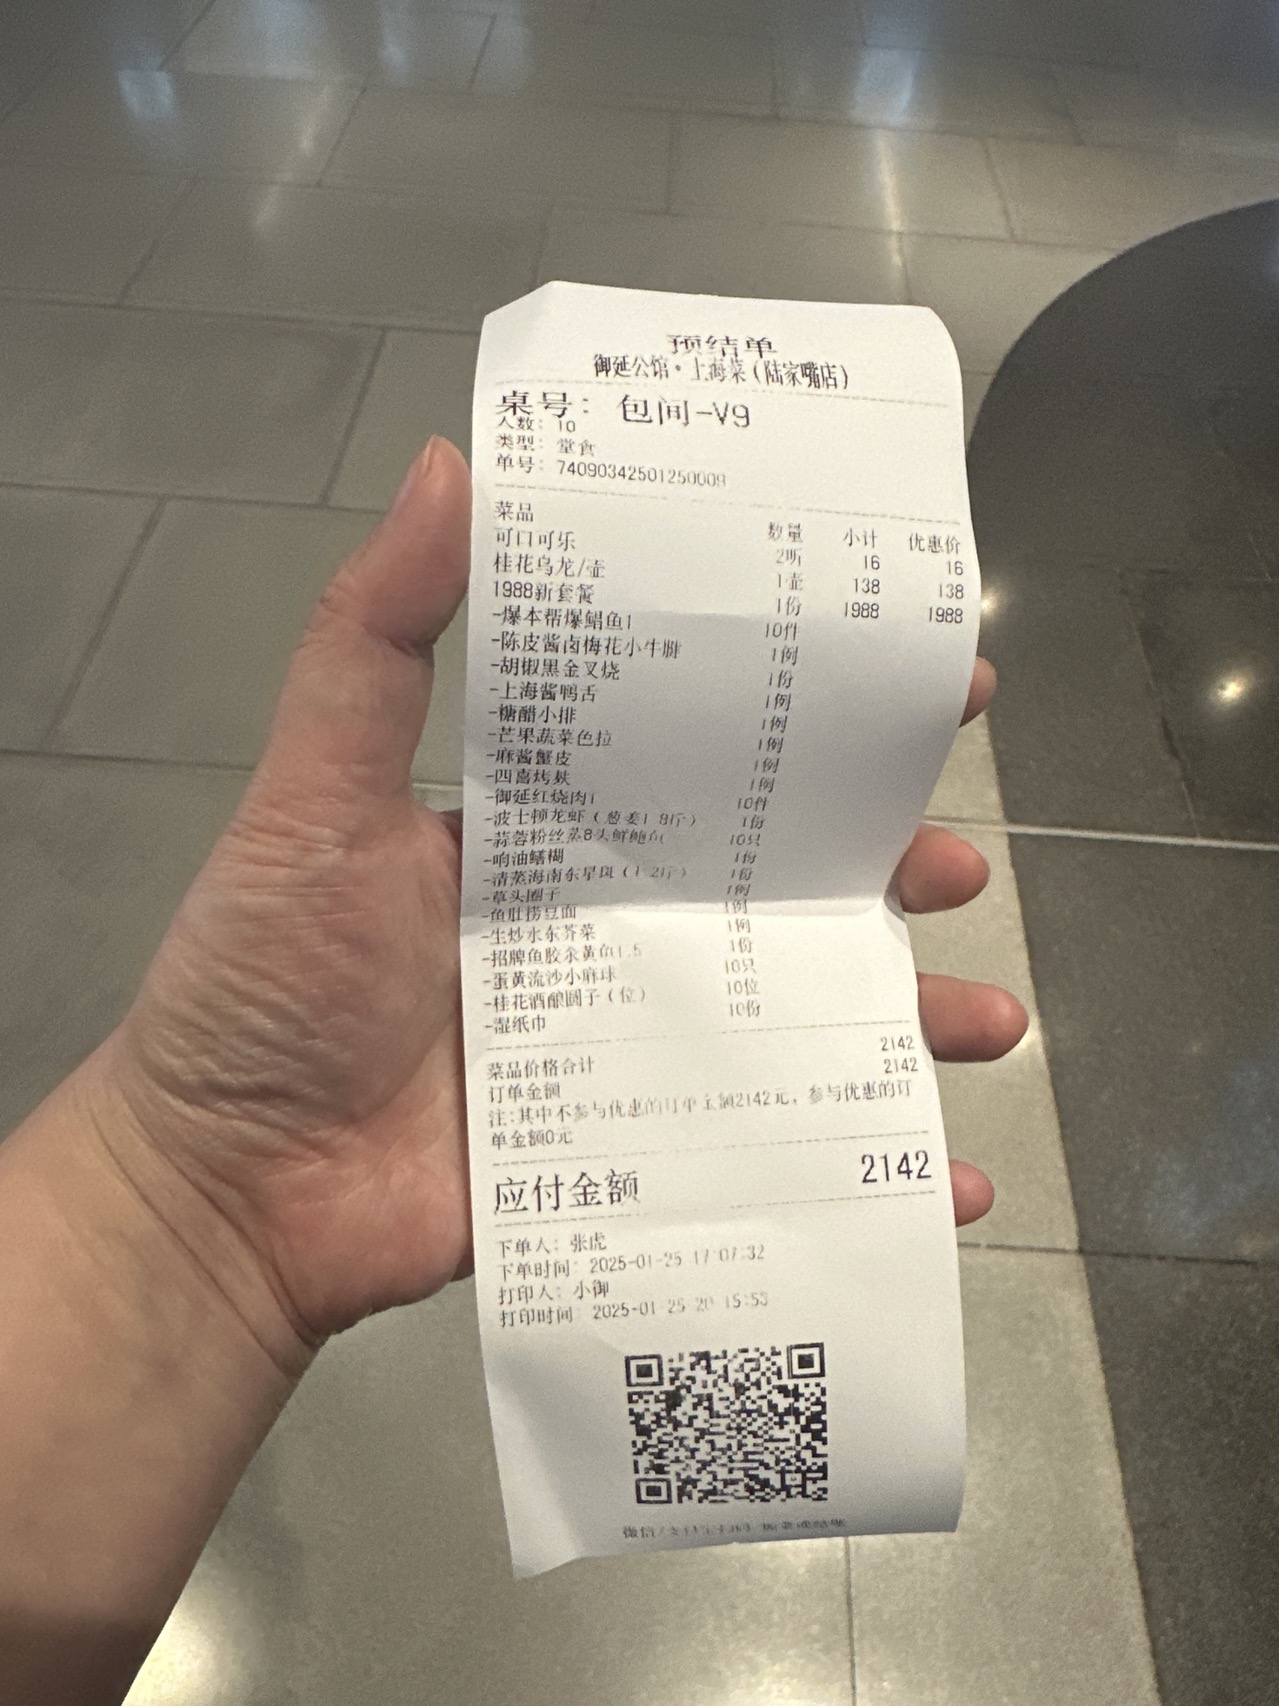 预结单
御延公馆·上海菜(陆家嘴店)
桌号: 包间-V9
人数: 10
类型: 堂食
单号: 74090342501250009
菜品 数量 小计 优惠价
可口可乐 2听 16 16
桂花乌龙/壶 1壶 138 138
1988新套餐 1份 1988 1988
-爆本帮爆鲳鱼1 10件
-陈皮酱卤梅花小牛腱 1例
-胡椒黑金叉烧 1份
-上海酱鸭舌 1例
-糖醋小排 1例
-芒果蔬菜色拉 1例
-麻酱蟹皮 1例
-四喜烤麸 1例
-御延红烧肉1 10件
-波士顿龙虾(葱姜1.8斤) 1份
-蒜蓉粉丝蒸8头鲜鲍鱼( 10只
-响油鳝糊 1份
-清蒸海南东星斑(1.2斤) 1份
-草头圈子 1例
-鱼肚捞豆面 1例
-生炒水东芥菜 1例
-招牌鱼胶汆黄鱼1.5 1份
-蛋黄流沙小麻球 10只
-桂花酒酿圆子(位) 10位
-湿纸巾 10份
菜品价格合计 2142
订单金额 2142
注:其中不参与优惠的订单金额2142元,参与优惠的订
单金额0元
应付金额 2142
下单人: 张虎
下单时间: 2025-01-25 17:07:32
打印人: 小御
打印时间: 2025-01-25 20:15:53
微信/支付宝扫码